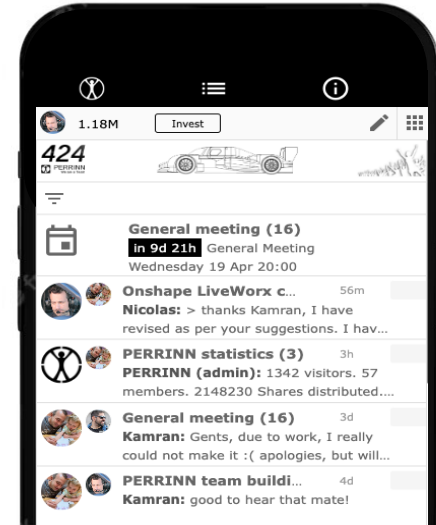 1.18M
Invest
424
PERRINN
General meeting (16)
in 9d 21h General Meeting
Wednesday 19 Apr 20:00
Onshape LiveWorx c...
56m
Nicolas: > thanks Kamran, I have
revised as per your suggestions. I hav...
PERRINN statistics (3)
3h
PERRINN (admin): 1342 visitors. 57
members. 2148230 Shares distributed....
General meeting (16)
3d
Kamran: Gents, due to work, I really
could not make it :( apologies, but will...
PERRINN team buildi...
4d
Kamran: good to hear that mate!